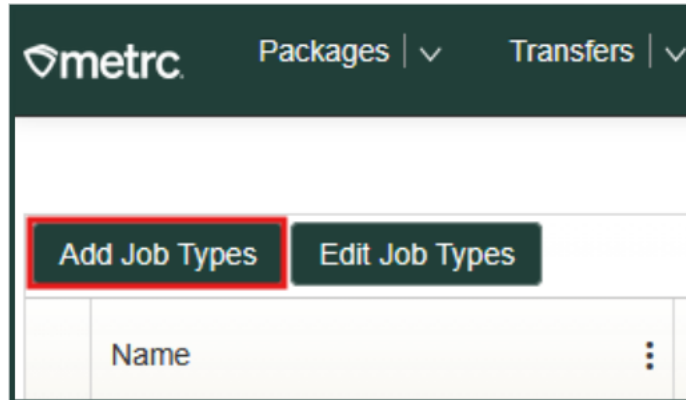 metrc. Packages Transfers
Add Job Types Edit Job Types
Name